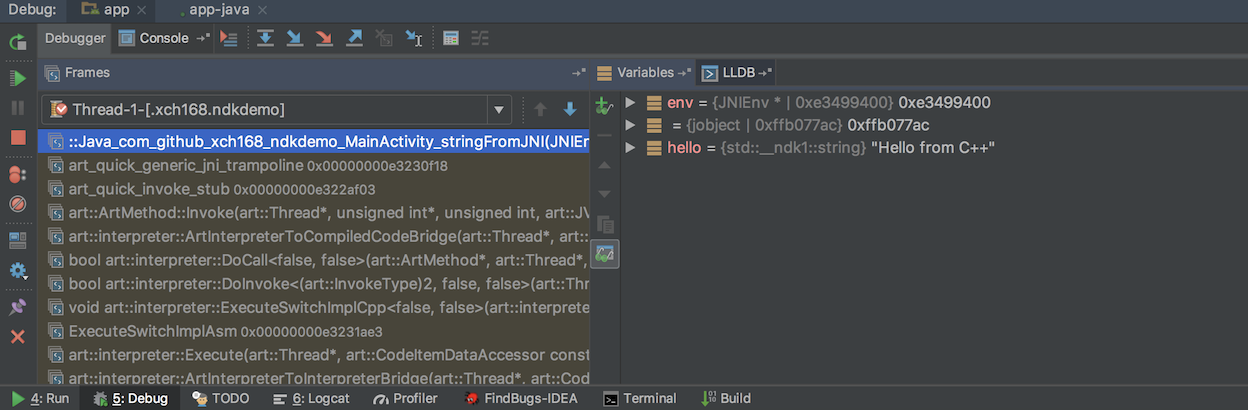 Debug: app app-java
Debugger Console
Frames
Variables LLDB
Thread-1-[.xch168.ndkdemo]
::Java_com_github_xch168_ndkdemo_MainActivity_stringFromJNI(JNIEn
art_quick_generic_jni_trampoline 0x00000000e3230f18
art_quick_invoke_stub 0x00000000e322af03
art::ArtMethod::Invoke(art::Thread*, unsigned int*, unsigned int, art::JV
art::interpreter::ArtInterpreterToCompiledCodeBridge(art::Thread*, art::
bool art::interpreter::DoCall<false, false>(art::ArtMethod*, art::Thread*,
bool art::interpreter::DoInvoke<(art::InvokeType)2, false, false>(art::Thr
void art::interpreter::ExecuteSwitchImplCpp<false, false>(art::interpre
ExecuteSwitchImplAsm 0x00000000e3231ae3
art::interpreter::Execute(art::Thread*, art::CodeItemDataAccessor const
art::interpreter::ArtInterpreterToInterpreterBridge(art::Thread*, art::Cod
env = {JNIEnv * | 0xe3499400} 0xe3499400
= {jobject | 0xffb077ac} 0xffb077ac
hello = {std::__ndk1::string} "Hello from C++"
4: Run 5: Debug TODO 6: Logcat Profiler FindBugs-IDEA Terminal Build